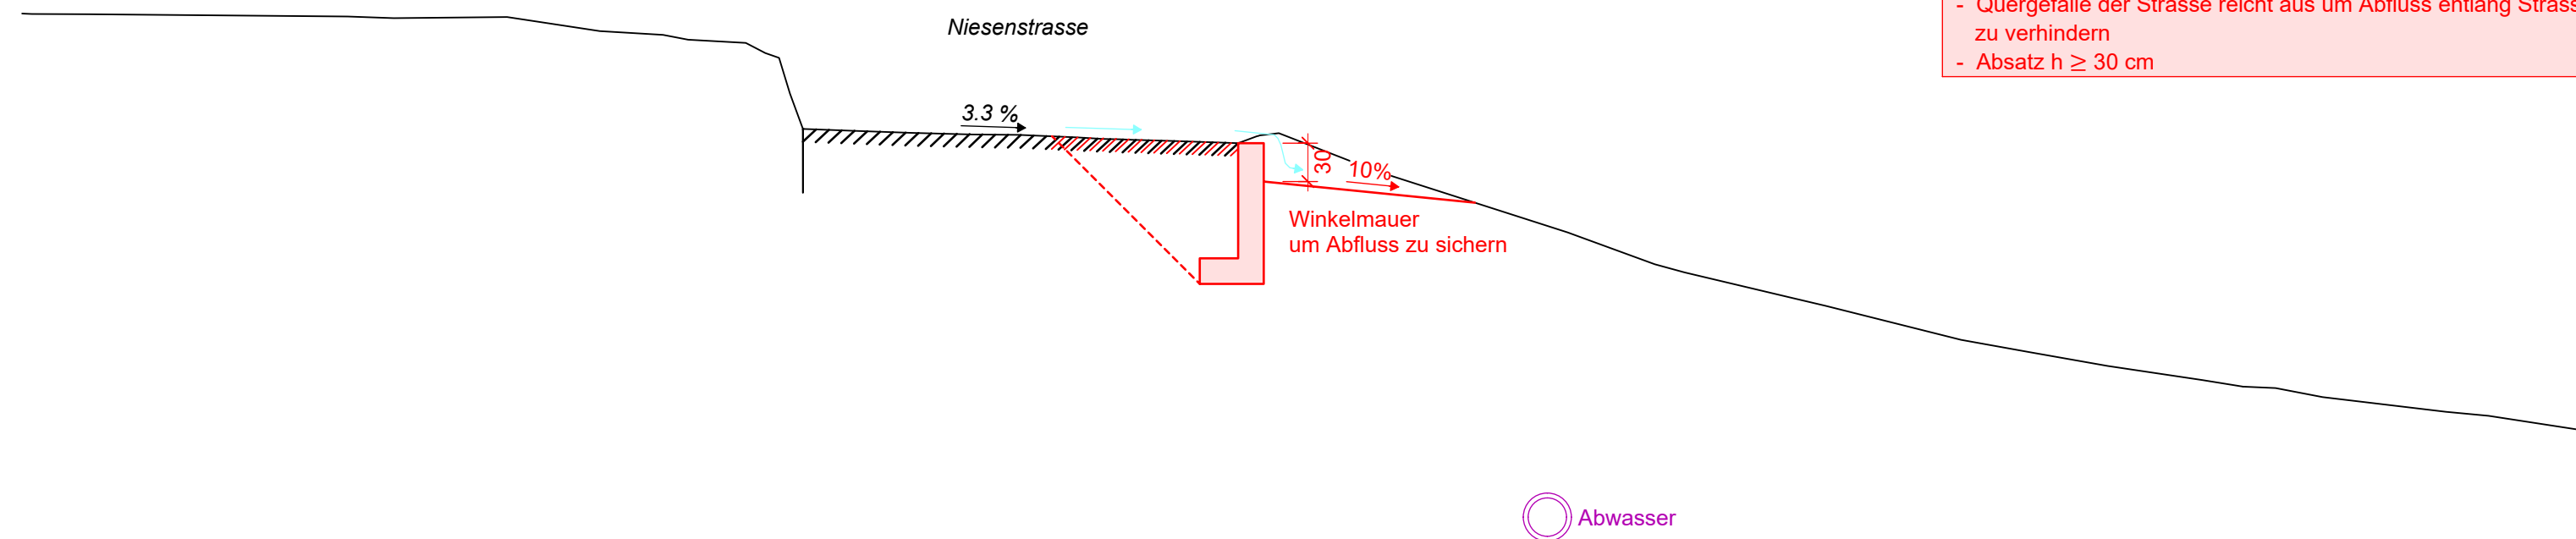 Niesenstrasse
- Quergefälle der Strasse reicht aus um Abfluss entlang
zu verhindern
- Absatz h ≥ 30 cm
3.3 %
30
10%
Winkelmauer
um Abfluss zu sichern
Abwasser